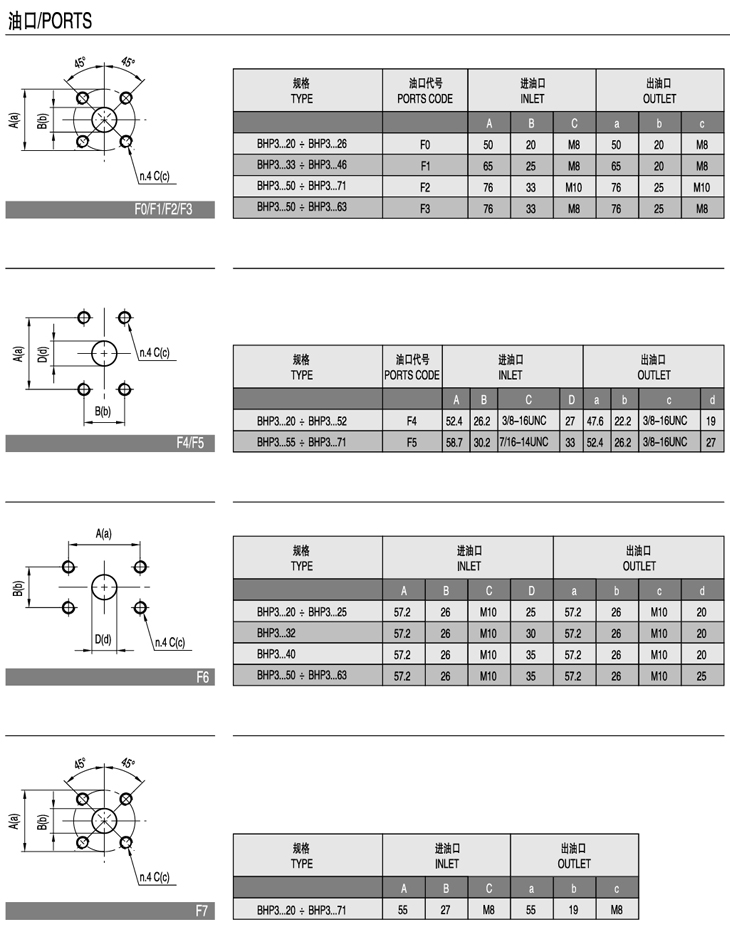 油口/PORTS
45° 45°
A(a)
B(b)
n.4 C(c)
F0/F1/F2/F3
规格 油口代号 进油口 出油口
TYPE PORTS CODE INLET OUTLET
A B C a b c
BHP3...20 ÷ BHP3...26 F0 50 20 M8 50 20 M8
BHP3...33 ÷ BHP3...46 F1 65 25 M8 65 20 M8
BHP3...50 ÷ BHP3...71 F2 76 33 M10 76 25 M10
BHP3...50 ÷ BHP3...63 F3 76 33 M8 76 25 M8
A(a)
D(d)
n.4 C(c)
B(b)
F4/F5
规格 油口代号 进油口 出油口
TYPE PORTS CODE INLET OUTLET
A B C D a b c d
BHP3...20 ÷ BHP3...52 F4 52.4 26.2 3/8-16UNC 27 47.6 22.2 3/8-16UNC 19
BHP3...55 ÷ BHP3...71 F5 58.7 30.2 7/16-14UNC 33 52.4 26.2 3/8-16UNC 27
A(a)
B(b)
D(d)
n.4 C(c)
F6
规格 进油口 出油口
TYPE INLET OUTLET
A B C D a b c d
BHP3...20 ÷ BHP3...25 57.2 26 M10 25 57.2 26 M10 20
BHP3...32 57.2 26 M10 30 57.2 26 M10 20
BHP3...40 57.2 26 M10 35 57.2 26 M10 20
BHP3...50 ÷ BHP3...63 57.2 26 M10 35 57.2 26 M10 25
45° 45°
A(a)
B(b)
n.4 C(c)
F7
规格 进油口 出油口
TYPE INLET OUTLET
A B C a b c
BHP3...20 ÷ BHP3...71 55 27 M8 55 19 M8